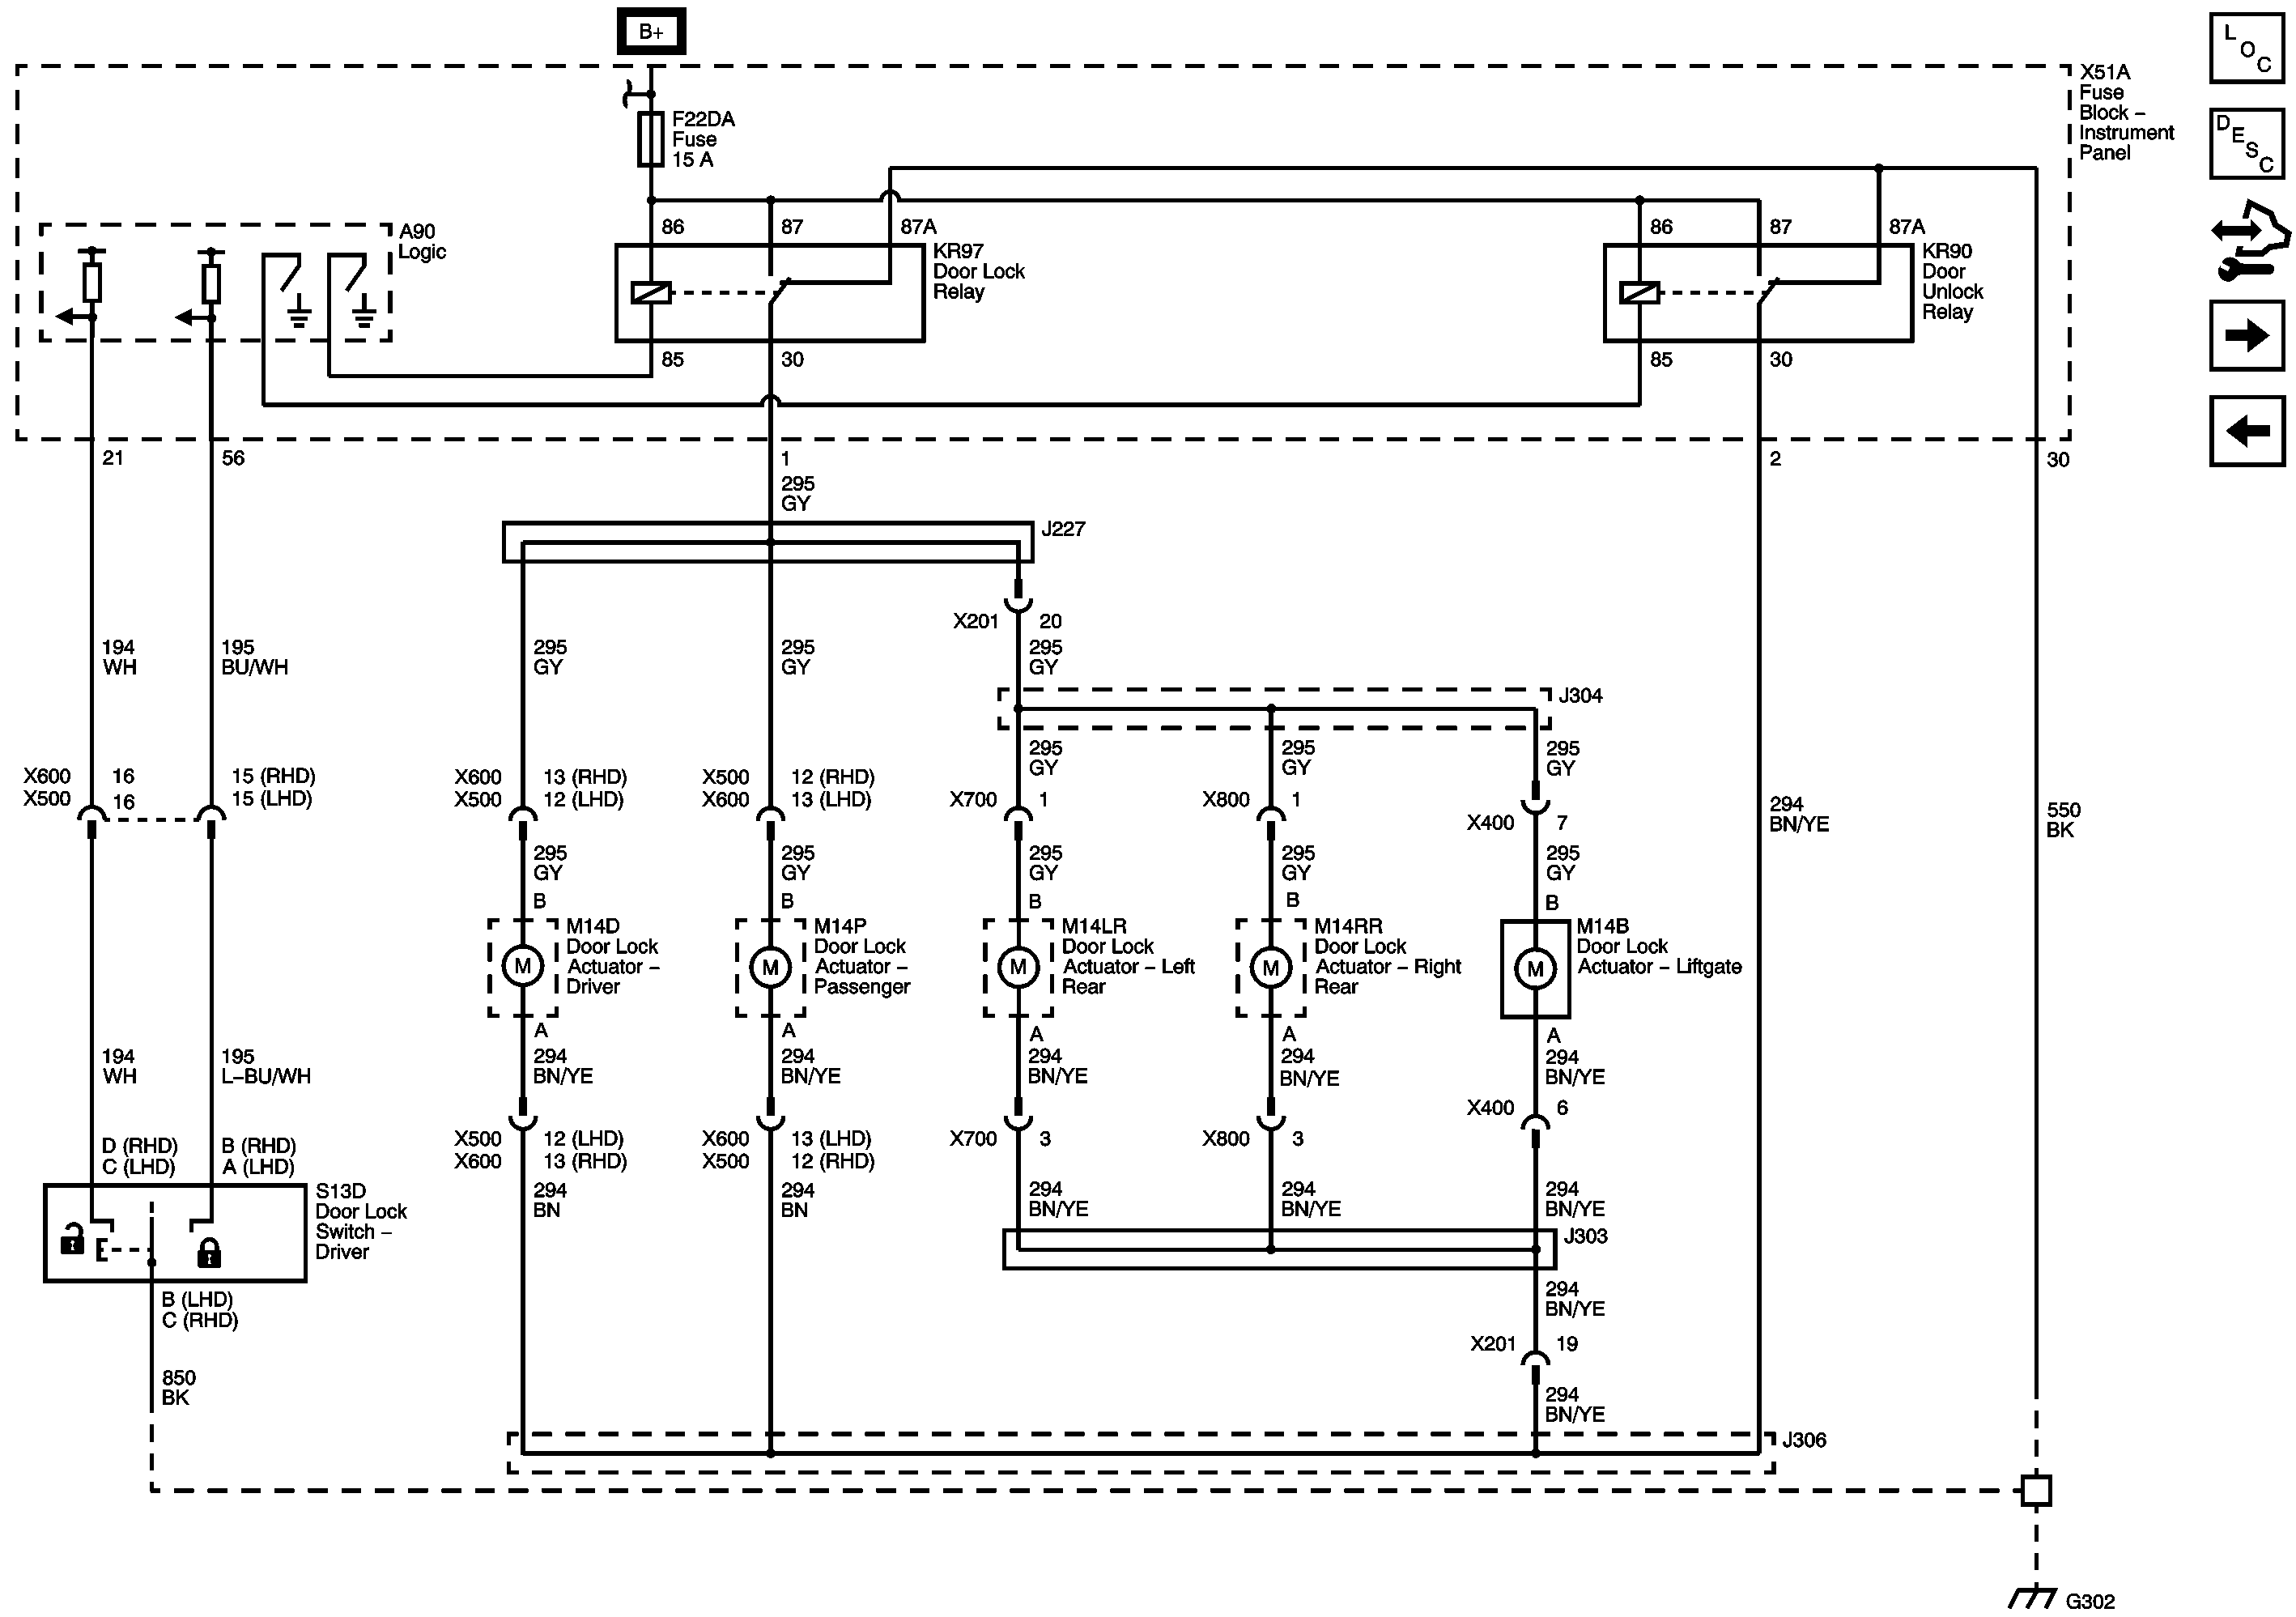 B+
X51A
Fuse
Block –
Instrument
Panel
L
O
C
D
E
S
C
F22DA
Fuse
15 A
A90
Logic
86
87
87A
KR97
Door Lock
Relay
85
30
86
87
87A
KR90
Door
Unlock
Relay
85
30
21
56
1
2
30
295
GY
J227
X201
20
194
WH
195
BU/WH
295
GY
295
GY
295
GY
J304
295
GY
295
GY
295
GY
X600
16
15 (RHD)
X500
16
15 (LHD)
X600
13 (RHD)
X500
12 (LHD)
X500
12 (RHD)
X600
13 (LHD)
X700
1
X800
1
X400
7
294
BN/YE
550
BK
295
GY
295
GY
295
GY
295
GY
295
GY
B
B
B
B
B
M
M14D
Door Lock
Actuator –
Driver
M
M14P
Door Lock
Actuator –
Passenger
M
M14LR
Door Lock
Actuator – Left
Rear
M
M14RR
Door Lock
Actuator – Right
Rear
M
M14B
Door Lock
Actuator – Liftgate
A
A
A
A
A
194
WH
195
L–BU/WH
294
BN/YE
294
BN/YE
294
BN/YE
294
BN/YE
294
BN/YE
X500
12 (LHD)
X600
13 (RHD)
X600
13 (LHD)
X500
12 (RHD)
X700
3
X800
3
X400
6
D (RHD)
C (LHD)
B (RHD)
A (LHD)
S13D
Door Lock
Switch –
Driver
294
BN
294
BN
294
BN/YE
294
BN/YE
294
BN/YE
J303
B (LHD)
C (RHD)
294
BN/YE
X201
19
850
BK
294
BN/YE
J306
G302